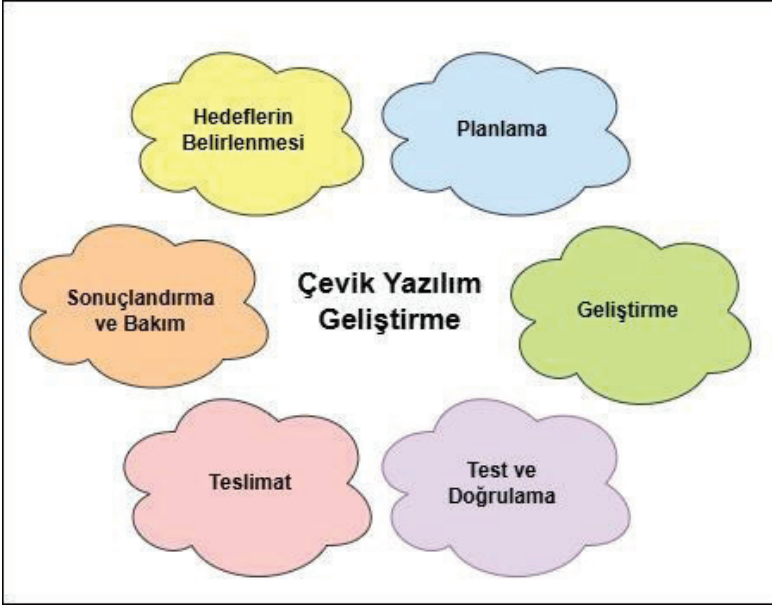 Hedeflerin
Belirlenmesi
Planlama
Sonuçlandırma
ve Bakım
Çevik Yazılım
Geliştirme
Geliştirme
Teslimat
Test ve
Doğrulama